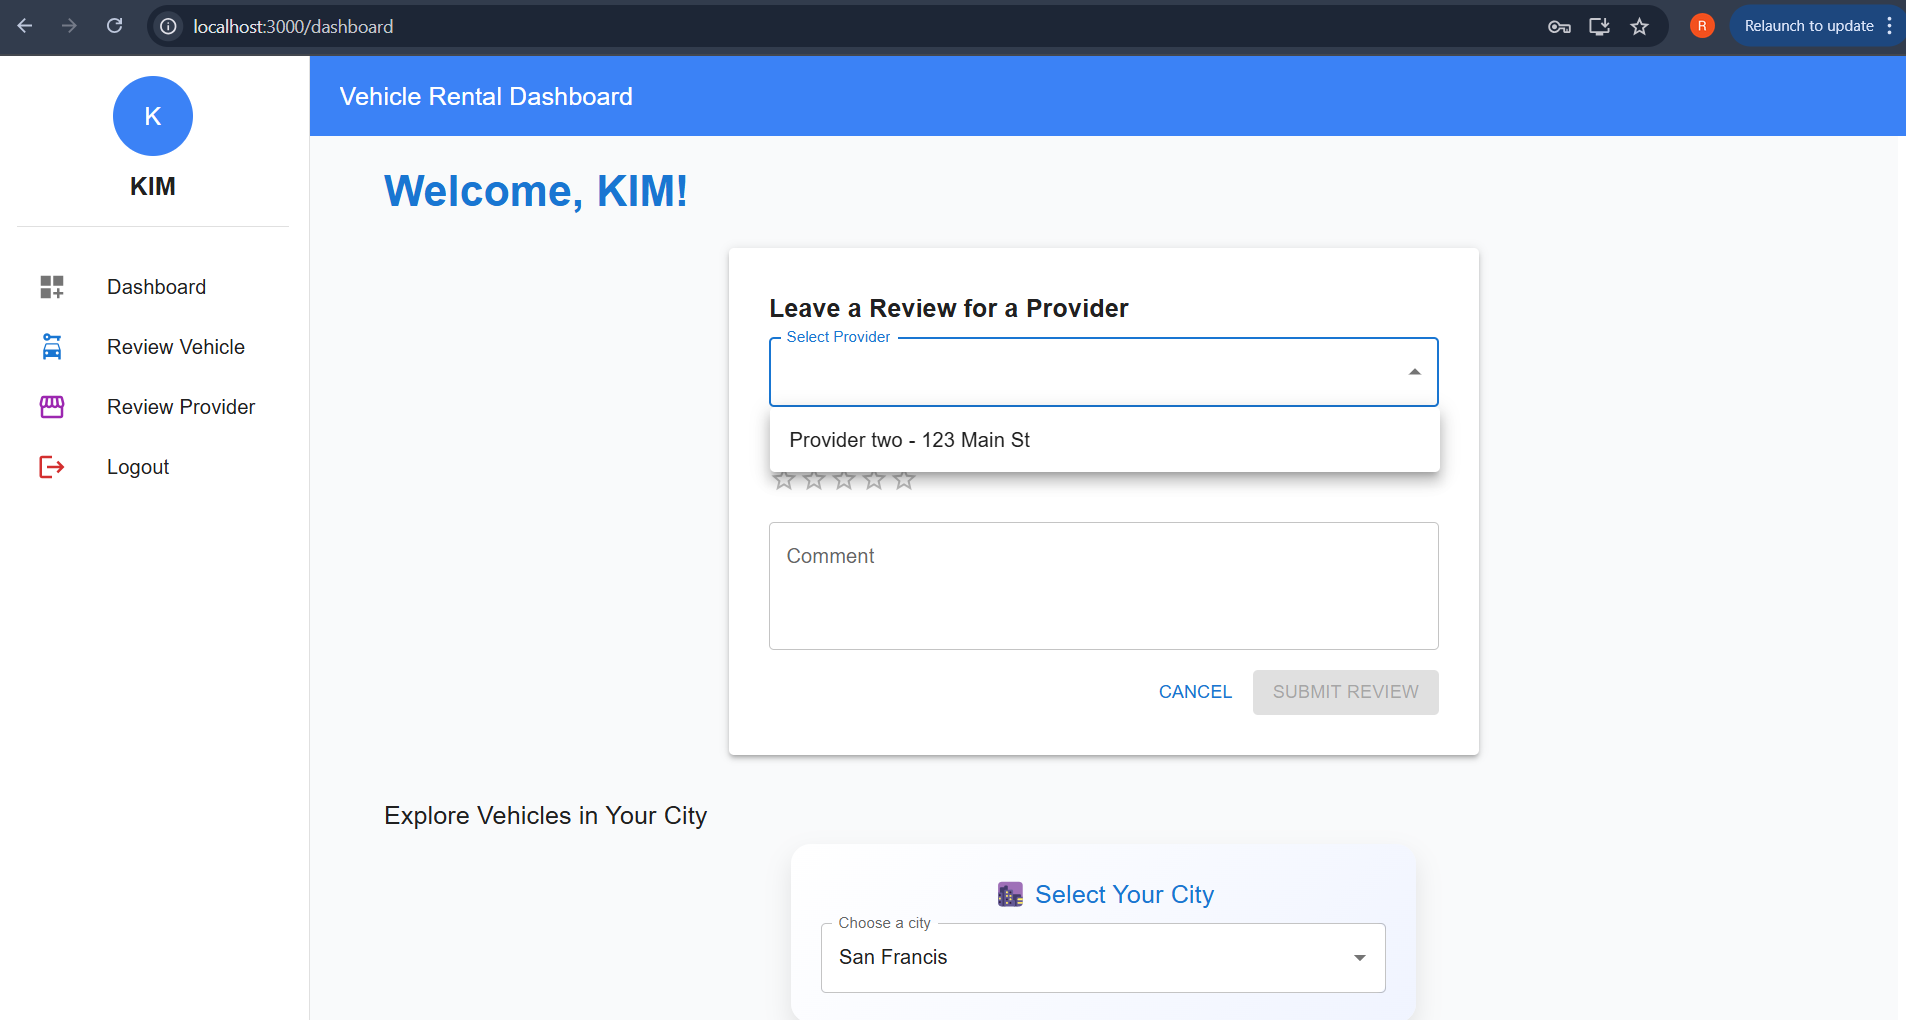 localhost:3000/dashboard
R
Relaunch to update
K
KIM
Dashboard
Review Vehicle
Review Provider
Logout
Vehicle Rental Dashboard
Welcome, KIM!
Leave a Review for a Provider
Select Provider
Provider two - 123 Main St
Comment
CANCEL
SUBMIT REVIEW
Explore Vehicles in Your City
Select Your City
Choose a city
San Francis